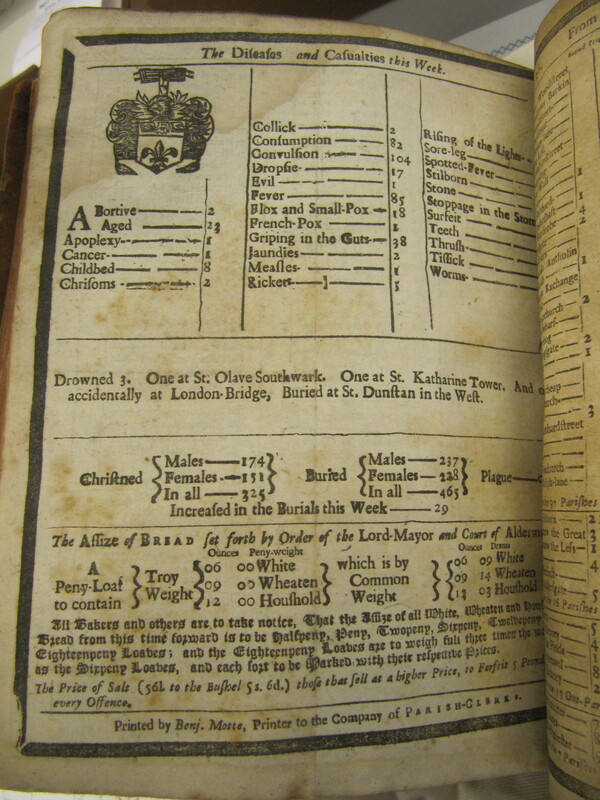 The Diseases and Casualties this Week.
A Bortive 2
Aged 23
Apoplexy 1
Cancer 1
Childbed 8
Chrisoms 2
Collick 2
Consumption 82
Convulsion 104
Dropsie 17
Evil 1
Fever 85
Flox and Small-Pox 18
French-Pox 1
Griping in the Guts 38
Jaundies 2
Measles 1
Rickets 5
Rising of the Lights
Sore-leg
Spotted-Fever
Stilborn
Stone
Stoppage in the Stom
Surfeit
Teeth
Thrush
Tissick
Worms
Drowned 3. One at St. Olave Southwark. One at St. Katharine Tower. And
accidentally at London-Bridge, Buried at St. Dunstan in the West.
Christned Males 174 Females 151 In all 325
Buried Males 237 Females 228 In all 465
Plague
Increased in the Burials this Week 29
The Assize of BREAD set forth by Order of the Lord-Mayor and Court of Alderm
Ounces Peny-weight Ounces Drams
A Peny-Loaf to contain Troy Weight
06 00 White
09 00 Wheaten
12 00 Houshold
which is by Common Weight
06 09 White
09 14 Wheaten
13 03 Houshold
All Bakers and others are to take notice, That the Assize of all White, Wheaten and Hous
Bread from this time forward is to be Halfpeny, Peny, Twopeny, Sixpeny, Twelvepeny
Eighteenpeny Loaves; and the Eighteenpeny Loaves are to weigh full three times the
as the Sixpeny Loaves, and each sort to be Marked with their respective Prices.
The Price of Salt (56l. to the Bushel 5s. 6d.) those that sell at a higher Price, to Forfeit 5 Pound
every Offence.
Printed by Benj. Motte, Printer to the Company of PARISH-CLERKS.
From